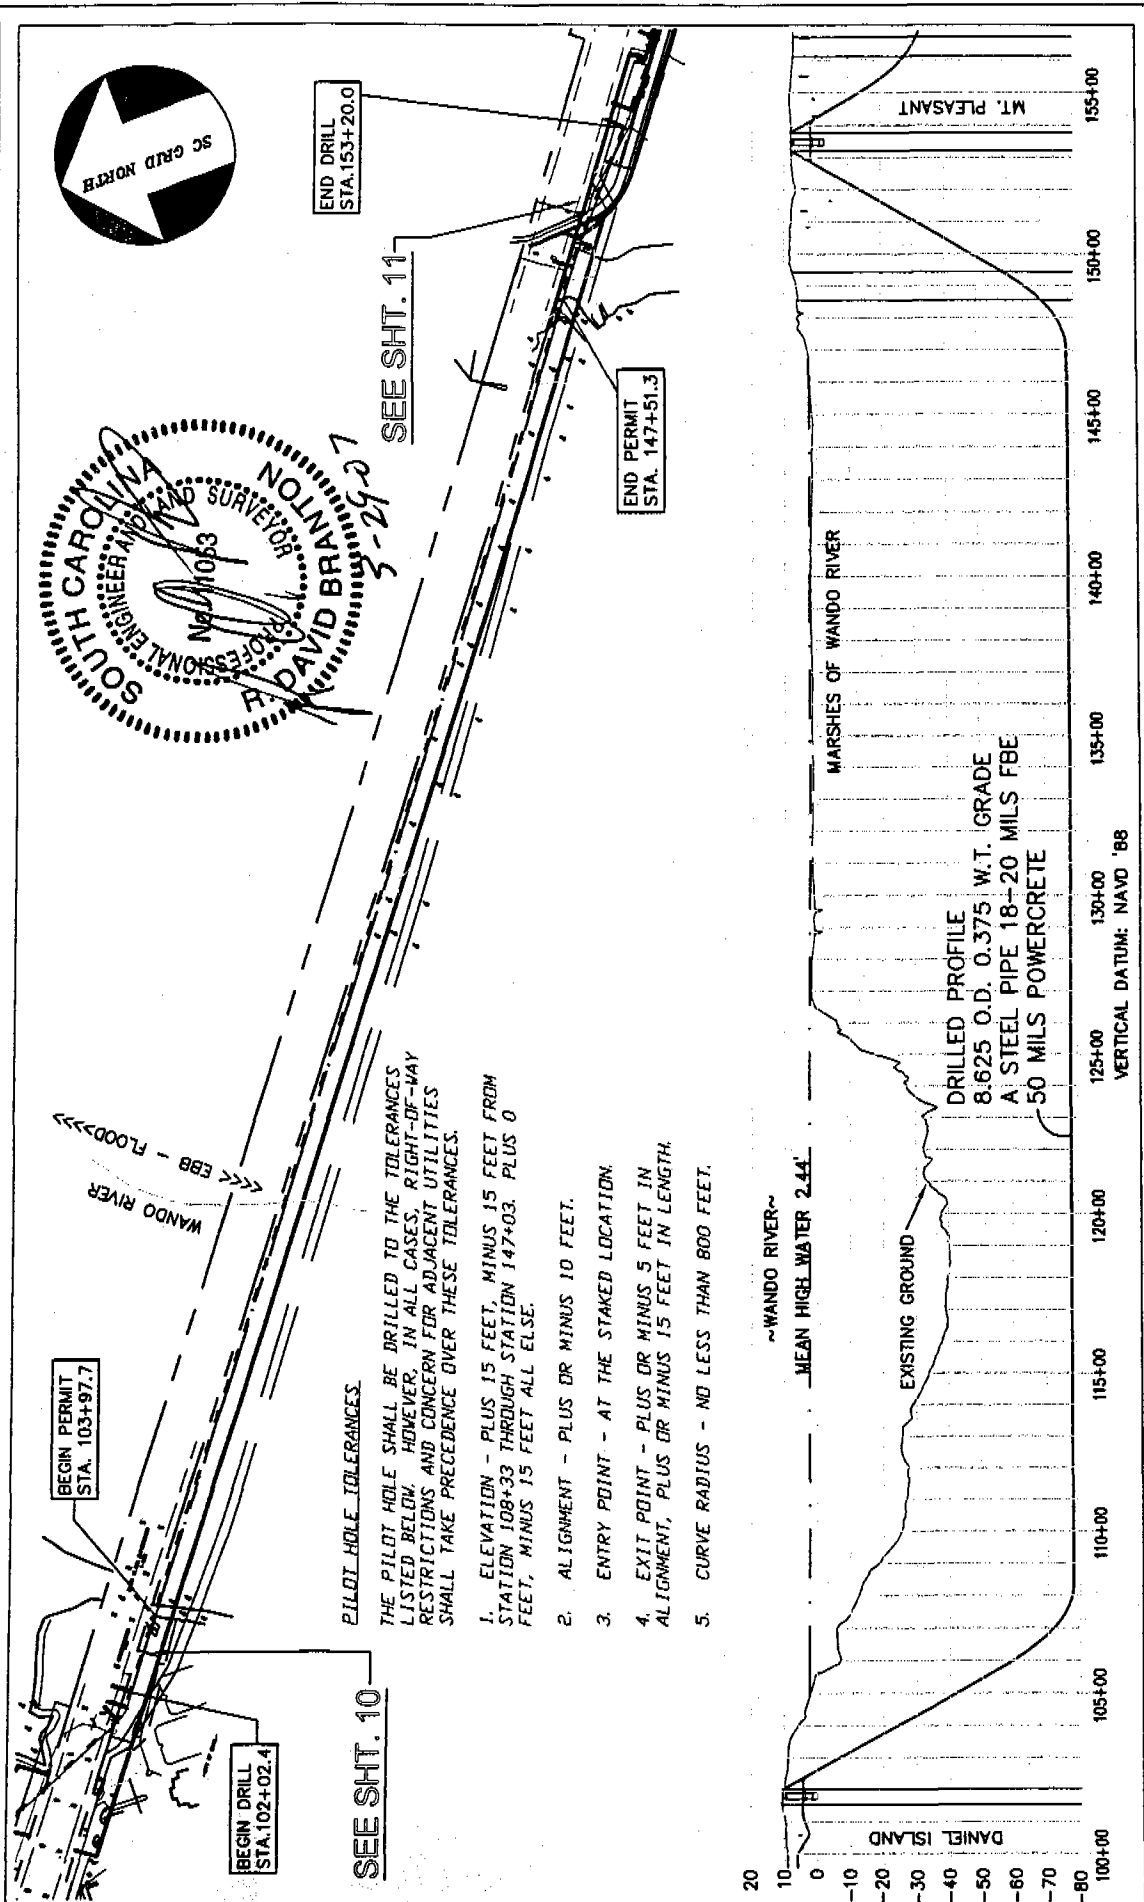 SC GRID NORTH
END DRILL
STA.153+20.0
SEE SHT. 11
END PERMIT
STA. 147+51.3
SOUTH CAROLINA
PROFESSIONAL ENGINEER AND LAND SURVEYOR
No. 11053
R. DAVID BRANTON
3-29-07
WANDO RIVER
<<<< EBB - FLOOD>>>>
BEGIN PERMIT
STA. 103+97.7
BEGIN DRILL
STA.102+02.4
SEE SHT. 10
PILOT HOLE TOLERANCES
THE PILOT HOLE SHALL BE DRILLED TO THE TOLERANCES
LISTED BELOW. HOWEVER, IN ALL CASES, RIGHT-OF-WAY
RESTRICTIONS AND CONCERN FOR ADJACENT UTILITIES
SHALL TAKE PRECEDENCE OVER THESE TOLERANCES.
1. ELEVATION - PLUS 15 FEET, MINUS 15 FEET FROM
STATION 108+33 THROUGH STATION 147+03. PLUS 0
FEET, MINUS 15 FEET ALL ELSE.
2. ALIGNMENT - PLUS OR MINUS 10 FEET.
3. ENTRY POINT - AT THE STAKED LOCATION.
4. EXIT POINT - PLUS OR MINUS 5 FEET IN
ALIGNMENT, PLUS OR MINUS 15 FEET IN LENGTH.
5. CURVE RADIUS - NO LESS THAN 800 FEET.
~WANDO RIVER~
MEAN HIGH WATER 2.44'
EXISTING GROUND
MARSHES OF WANDO RIVER
DRILLED PROFILE
8.625 O.D. 0.375 W.T. GRADE
A STEEL PIPE 18-20 MILS FBE
50 MILS POWERCRETE
DANIEL ISLAND
MT. PLEASANT
20
10
0
-10
-20
-30
-40
-50
-60
-70
-80
100+00
105+00
110+00
115+00
120+00
125+00
130+00
135+00
140+00
145+00
150+00
155+00
VERTICAL DATUM: NAVD '88